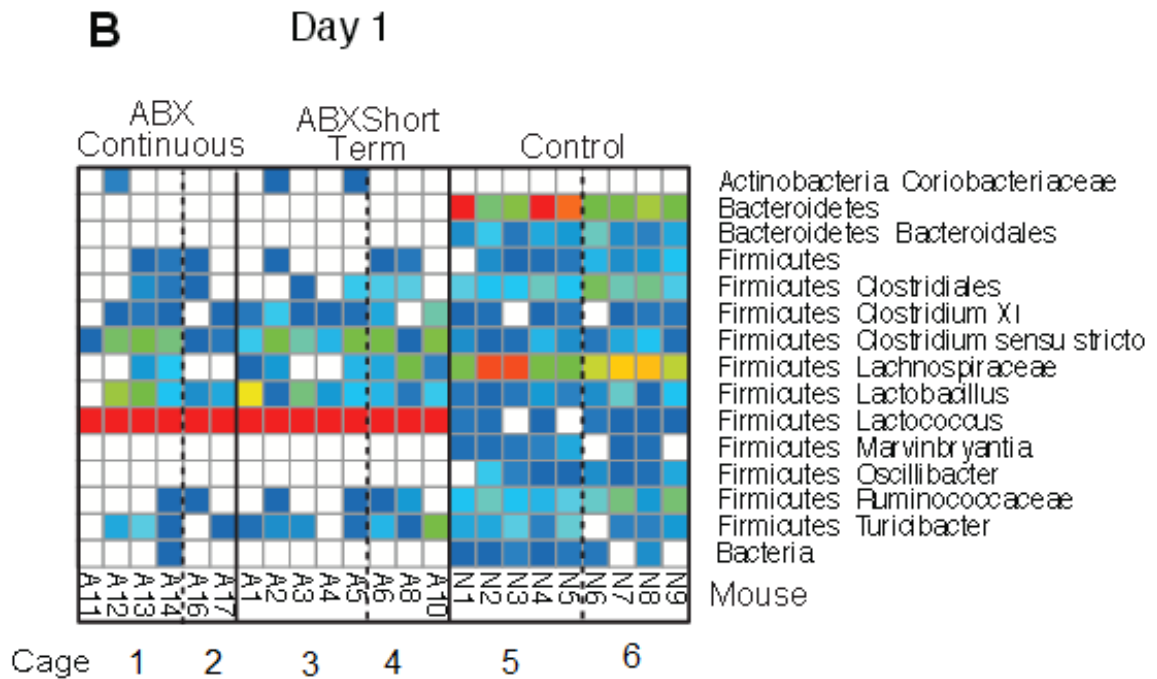 B Day 1
ABX Continuous
ABXShort Term
Control
Actinobacteria Coriobacteriaceae
Bacteroidetes
Bacteroidetes Bacteroidales
Firmicutes
Firmicutes Clostridiales
Firmicutes Clostridium XI
Firmicutes Clostridium sensu stricto
Firmicutes Lachnospiraceae
Firmicutes Lactobacillus
Firmicutes Lactococcus
Firmicutes Marvinbryantia
Firmicutes Oscillibacter
Firmicutes Ruminococcaceae
Firmicutes Turicibacter
Bacteria
A11 A12 A13 A14 A16 A17 A1 A2 A3 A4 A5 A6 A8 A10 N1 N2 N3 N4 N5 N6 N7 N8 N9 Mouse
Cage 1 2 3 4 5 6